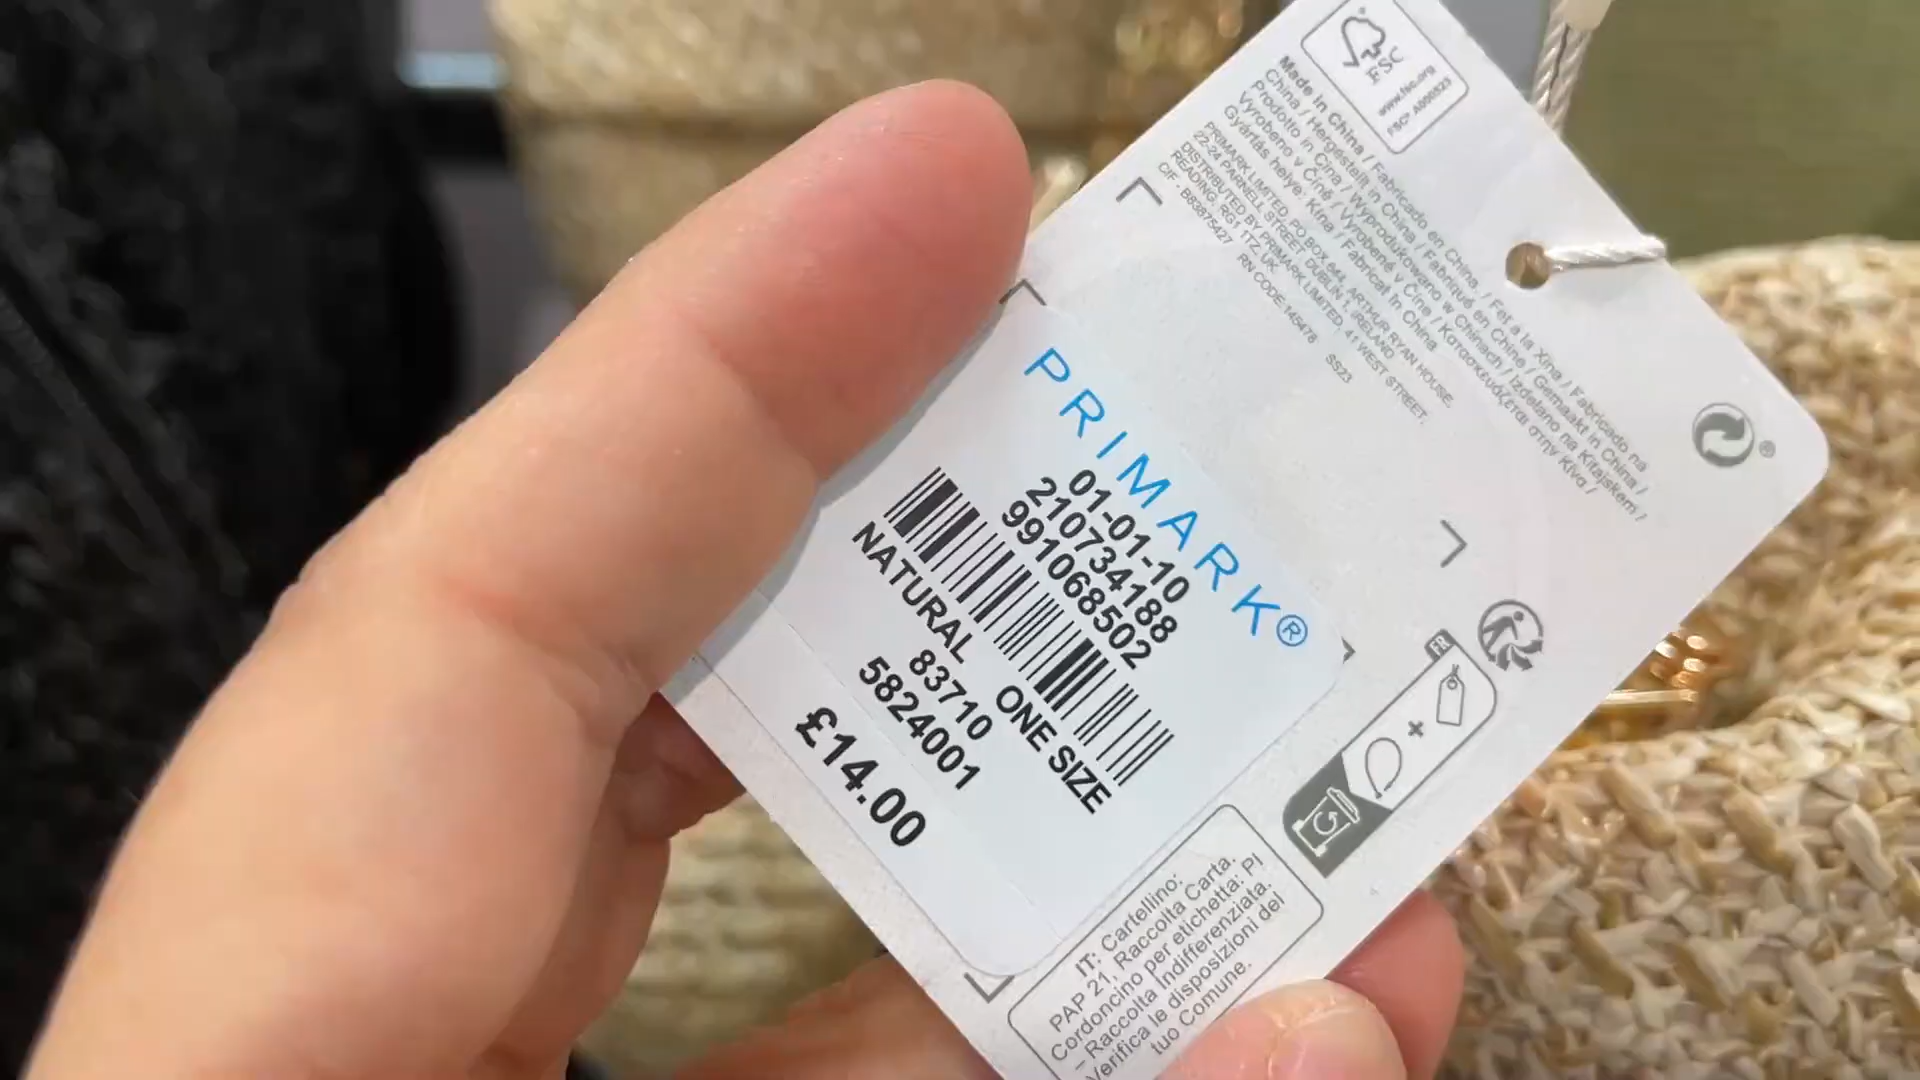 FSC
www.fsc.org
FSC® A000523
Made in China / Fabricado en China / Fet a la Xina / Fabricado na
China / Hergestellt in China / Fabriqué en Chine / Gemaakt in China /
Prodotto in Cina / Wyprodukowano w Chinach / Izdelano na Kitajskem /
Vyrobeno v Číně / Vyrobené v Číne / Κατασκευάζεται στην Κίνα /
Gyártás helye: Kína / Fabricat în China
PRIMARK LIMITED, PO.BOX 644, ARTHUR RYAN HOUSE,
22-24 PARNELL STREET, DUBLIN 1, IRELAND
DISTRIBUTED BY PRIMARK LIMITED, 41 WEST STREET,
READING, RG1 1TZ, UK
CIF - B83875427 RN CODE:145478 SS23
PRIMARK®
01-01-10
210734188
991068502
NATURAL ONE SIZE
83710
5824001
£14.00
FR
IT: Cartellino:
PAP 21, Raccolta Carta.
Cordoncino per etichetta: PI
– Raccolta Indifferenziata.
Verifica le disposizioni del
tuo Comune.